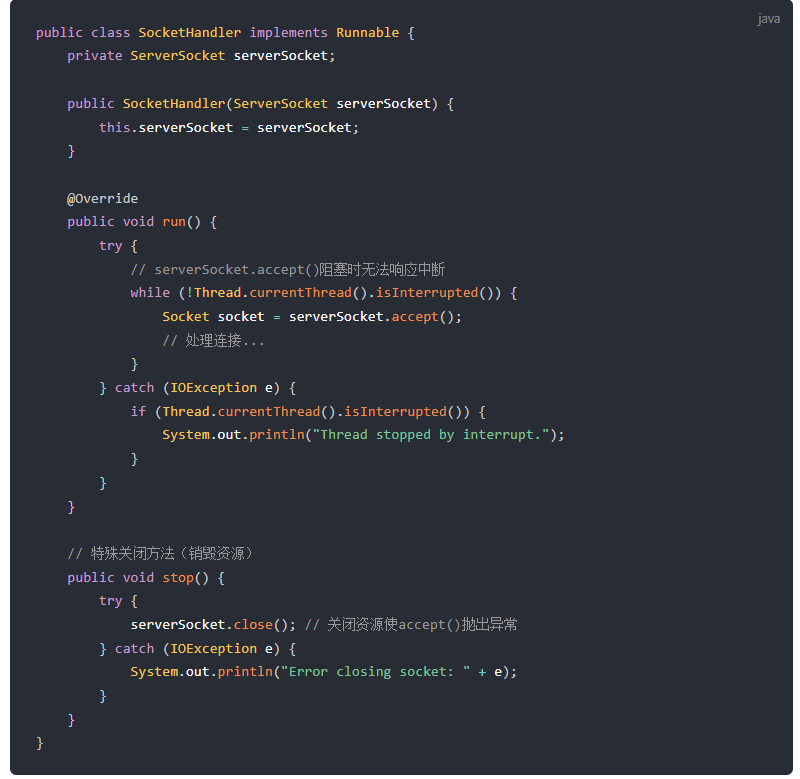 java
public class SocketHandler implements Runnable {
    private ServerSocket serverSocket;

    public SocketHandler(ServerSocket serverSocket) {
        this.serverSocket = serverSocket;
    }

    @Override
    public void run() {
        try {
            // serverSocket.accept()阻塞时无法响应中断
            while (!Thread.currentThread().isInterrupted()) {
                Socket socket = serverSocket.accept();
                // 处理连接...
            }
        } catch (IOException e) {
            if (Thread.currentThread().isInterrupted()) {
                System.out.println("Thread stopped by interrupt.");
            }
        }
    }

    // 特殊关闭方法（销毁资源）
    public void stop() {
        try {
            serverSocket.close(); // 关闭资源使accept()抛出异常
        } catch (IOException e) {
            System.out.println("Error closing socket: " + e);
        }
    }
}